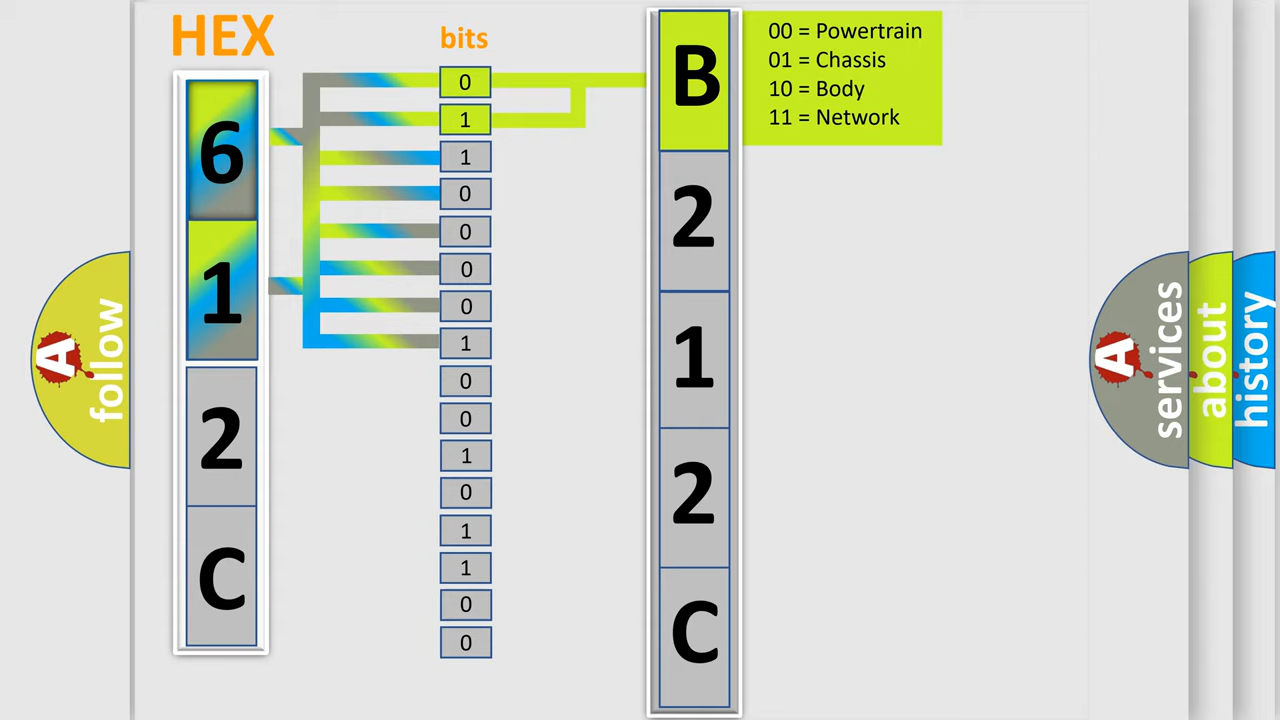 HEX
6
1
2
C
bits
0
1
1
0
0
0
0
1
0
0
1
0
1
1
0
0
B
2
1
2
C
00 = Powertrain
01 = Chassis
10 = Body
11 = Network
A
follow
A
services
about
history